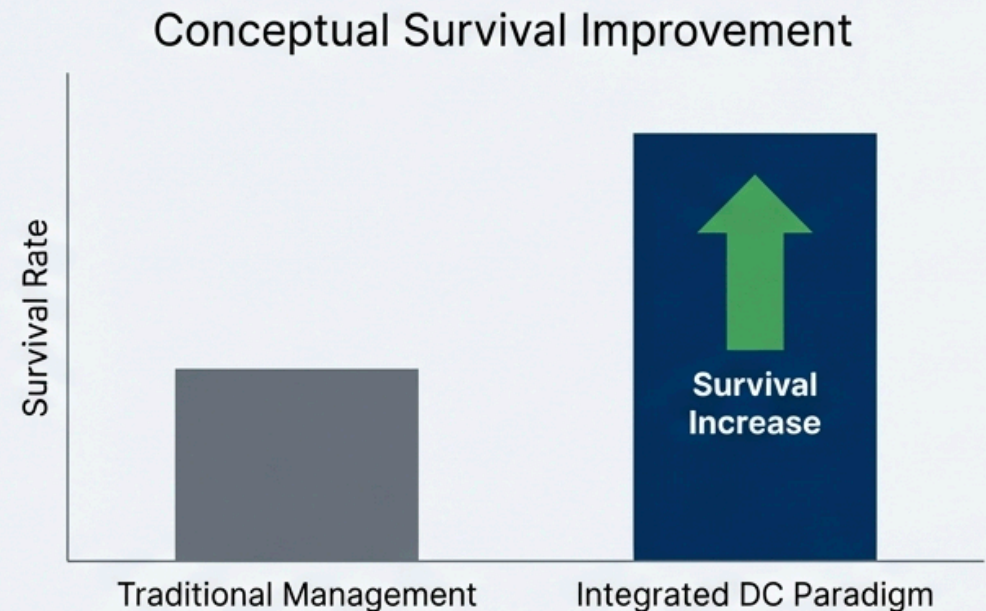 Conceptual Survival Improvement
Survival Rate
Survival
Increase
Traditional Management
Integrated DC Paradigm